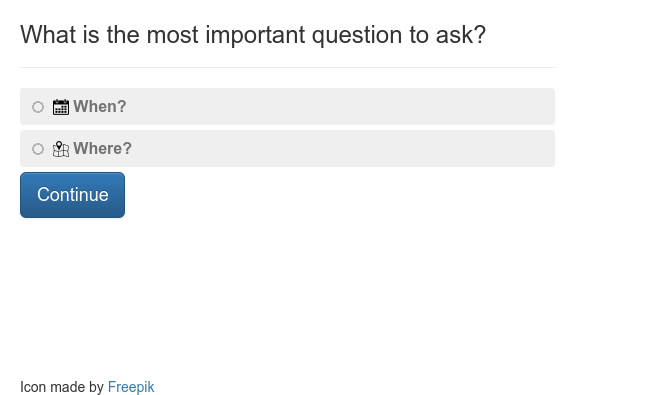 What is the most important question to ask?
When?
Where?
Continue
Icon made by Freepik